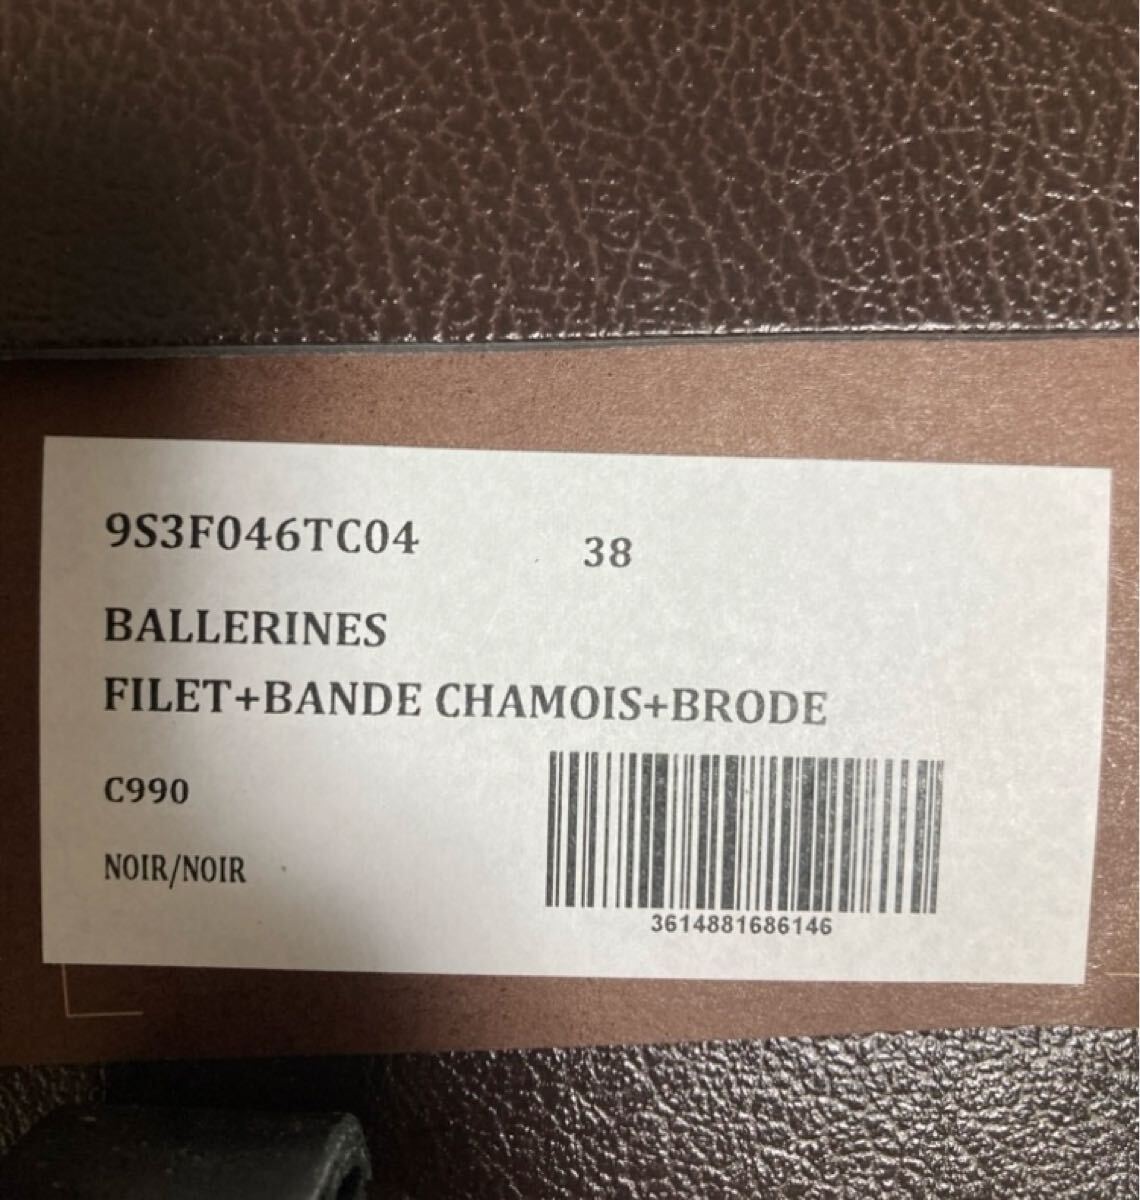 9S3F046TC04 38
BALLERINES
FILET+BANDE CHAMOIS+BRODE
C990
NOIR/NOIR
3614881686146